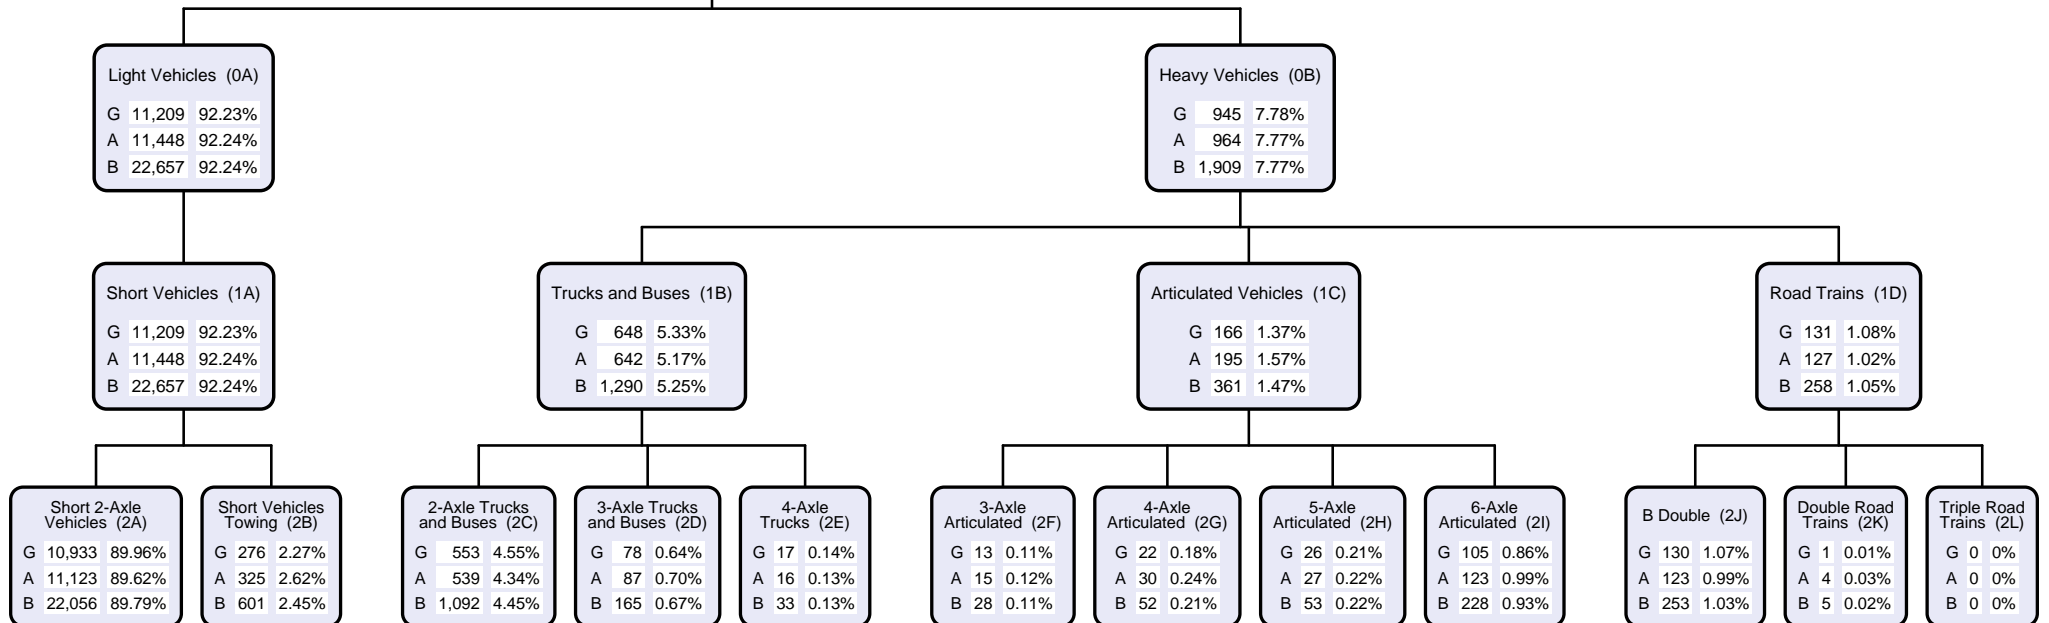 Light Vehicles (0A)
G 11,209 92.23%
A 11,448 92.24%
B 22,657 92.24%
Heavy Vehicles (0B)
G 945 7.78%
A 964 7.77%
B 1,909 7.77%
Short Vehicles (1A)
G 11,209 92.23%
A 11,448 92.24%
B 22,657 92.24%
Trucks and Buses (1B)
G 648 5.33%
A 642 5.17%
B 1,290 5.25%
Articulated Vehicles (1C)
G 166 1.37%
A 195 1.57%
B 361 1.47%
Road Trains (1D)
G 131 1.08%
A 127 1.02%
B 258 1.05%
Short 2-Axle
Vehicles (2A)
G 10,933 89.96%
A 11,123 89.62%
B 22,056 89.79%
Short Vehicles
Towing (2B)
G 276 2.27%
A 325 2.62%
B 601 2.45%
2-Axle Trucks
and Buses (2C)
G 553 4.55%
A 539 4.34%
B 1,092 4.45%
3-Axle Trucks
and Buses (2D)
G 78 0.64%
A 87 0.70%
B 165 0.67%
4-Axle
Trucks (2E)
G 17 0.14%
A 16 0.13%
B 33 0.13%
3-Axle
Articulated (2F)
G 13 0.11%
A 15 0.12%
B 28 0.11%
4-Axle
Articulated (2G)
G 22 0.18%
A 30 0.24%
B 52 0.21%
5-Axle
Articulated (2H)
G 26 0.21%
A 27 0.22%
B 53 0.22%
6-Axle
Articulated (2I)
G 105 0.86%
A 123 0.99%
B 228 0.93%
B Double (2J)
G 130 1.07%
A 123 0.99%
B 253 1.03%
Double Road
Trains (2K)
G 1 0.01%
A 4 0.03%
B 5 0.02%
Triple Road
Trains (2L)
G 0 0%
A 0 0%
B 0 0%